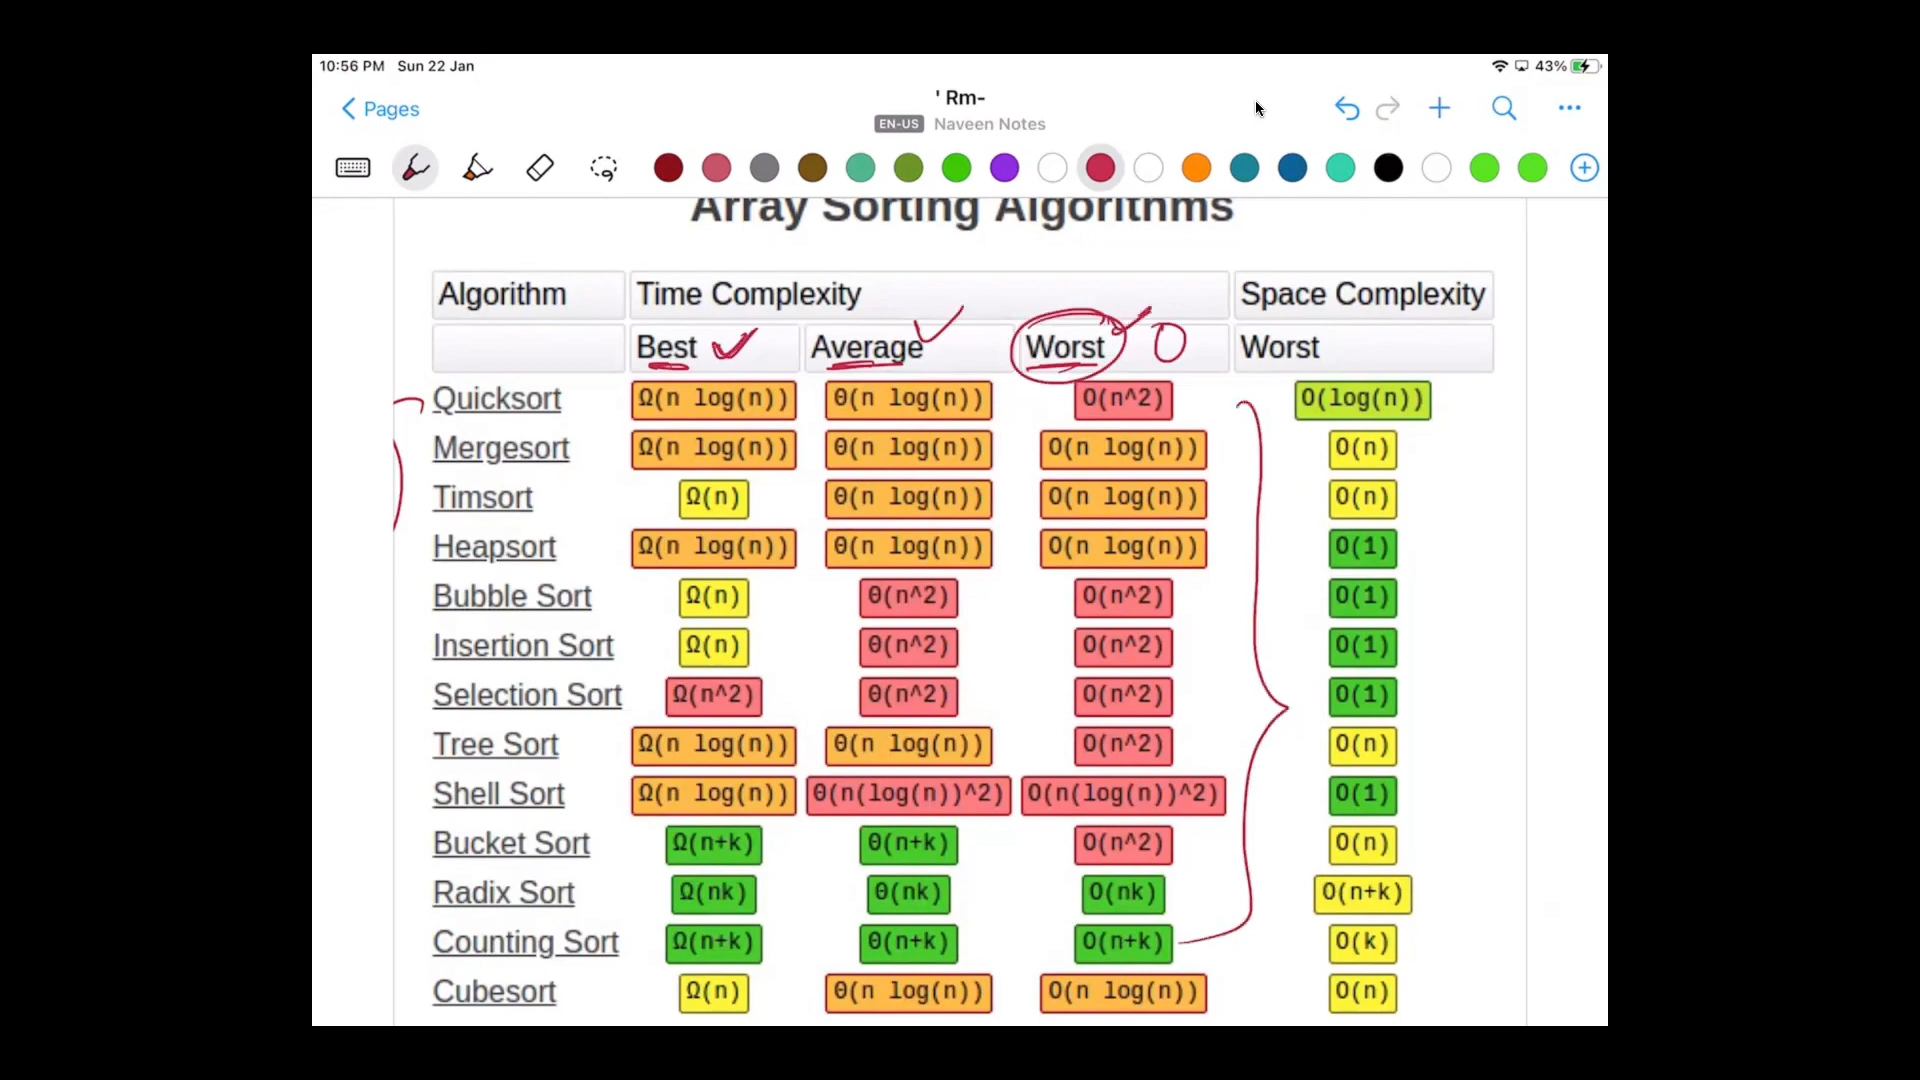 10:56 PM Sun 22 Jan 43%
Pages
' Rm-
EN-US Naveen Notes
Array Sorting Algorithms
Algorithm Time Complexity Space Complexity
Best Average Worst O Worst
Quicksort Ω(n log(n)) Θ(n log(n)) O(n^2) O(log(n))
Mergesort Ω(n log(n)) Θ(n log(n)) O(n log(n)) O(n)
Timsort Ω(n) Θ(n log(n)) O(n log(n)) O(n)
Heapsort Ω(n log(n)) Θ(n log(n)) O(n log(n)) O(1)
Bubble Sort Ω(n) Θ(n^2) O(n^2) O(1)
Insertion Sort Ω(n) Θ(n^2) O(n^2) O(1)
Selection Sort Ω(n^2) Θ(n^2) O(n^2) O(1)
Tree Sort Ω(n log(n)) Θ(n log(n)) O(n^2) O(n)
Shell Sort Ω(n log(n)) Θ(n(log(n))^2) O(n(log(n))^2) O(1)
Bucket Sort Ω(n+k) Θ(n+k) O(n^2) O(n)
Radix Sort Ω(nk) Θ(nk) O(nk) O(n+k)
Counting Sort Ω(n+k) Θ(n+k) O(n+k) O(k)
Cubesort Ω(n) Θ(n log(n)) O(n log(n)) O(n)